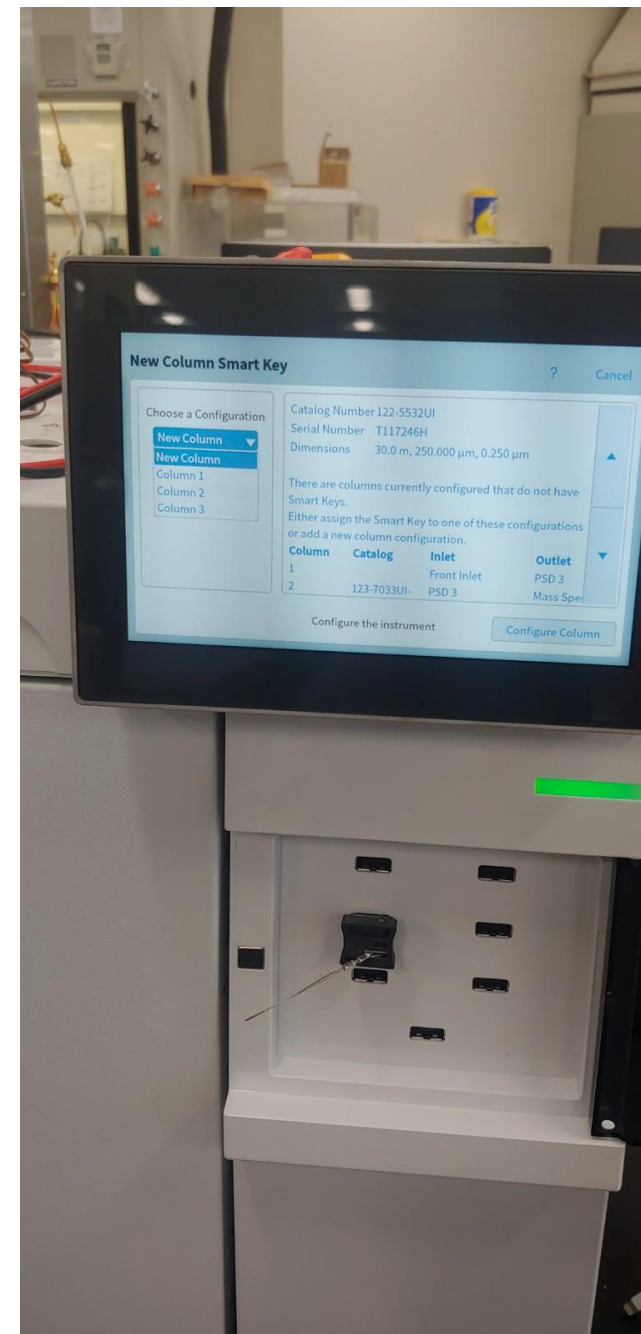 New Column Smart Key
?
Cancel
Choose a Configuration
New Column
New Column
Column 1
Column 2
Column 3
Catalog Number 122-5532UI
Serial Number T117246H
Dimensions 30.0 m, 250.000 µm, 0.250 µm
There are columns currently configured that do not have
Smart Keys.
Either assign the Smart Key to one of these configurations
or add a new column configuration.
Column Catalog Inlet Outlet
1 Front Inlet PSD 3
2 123-7033UI- PSD 3 Mass Spe
Configure the instrument
Configure Column